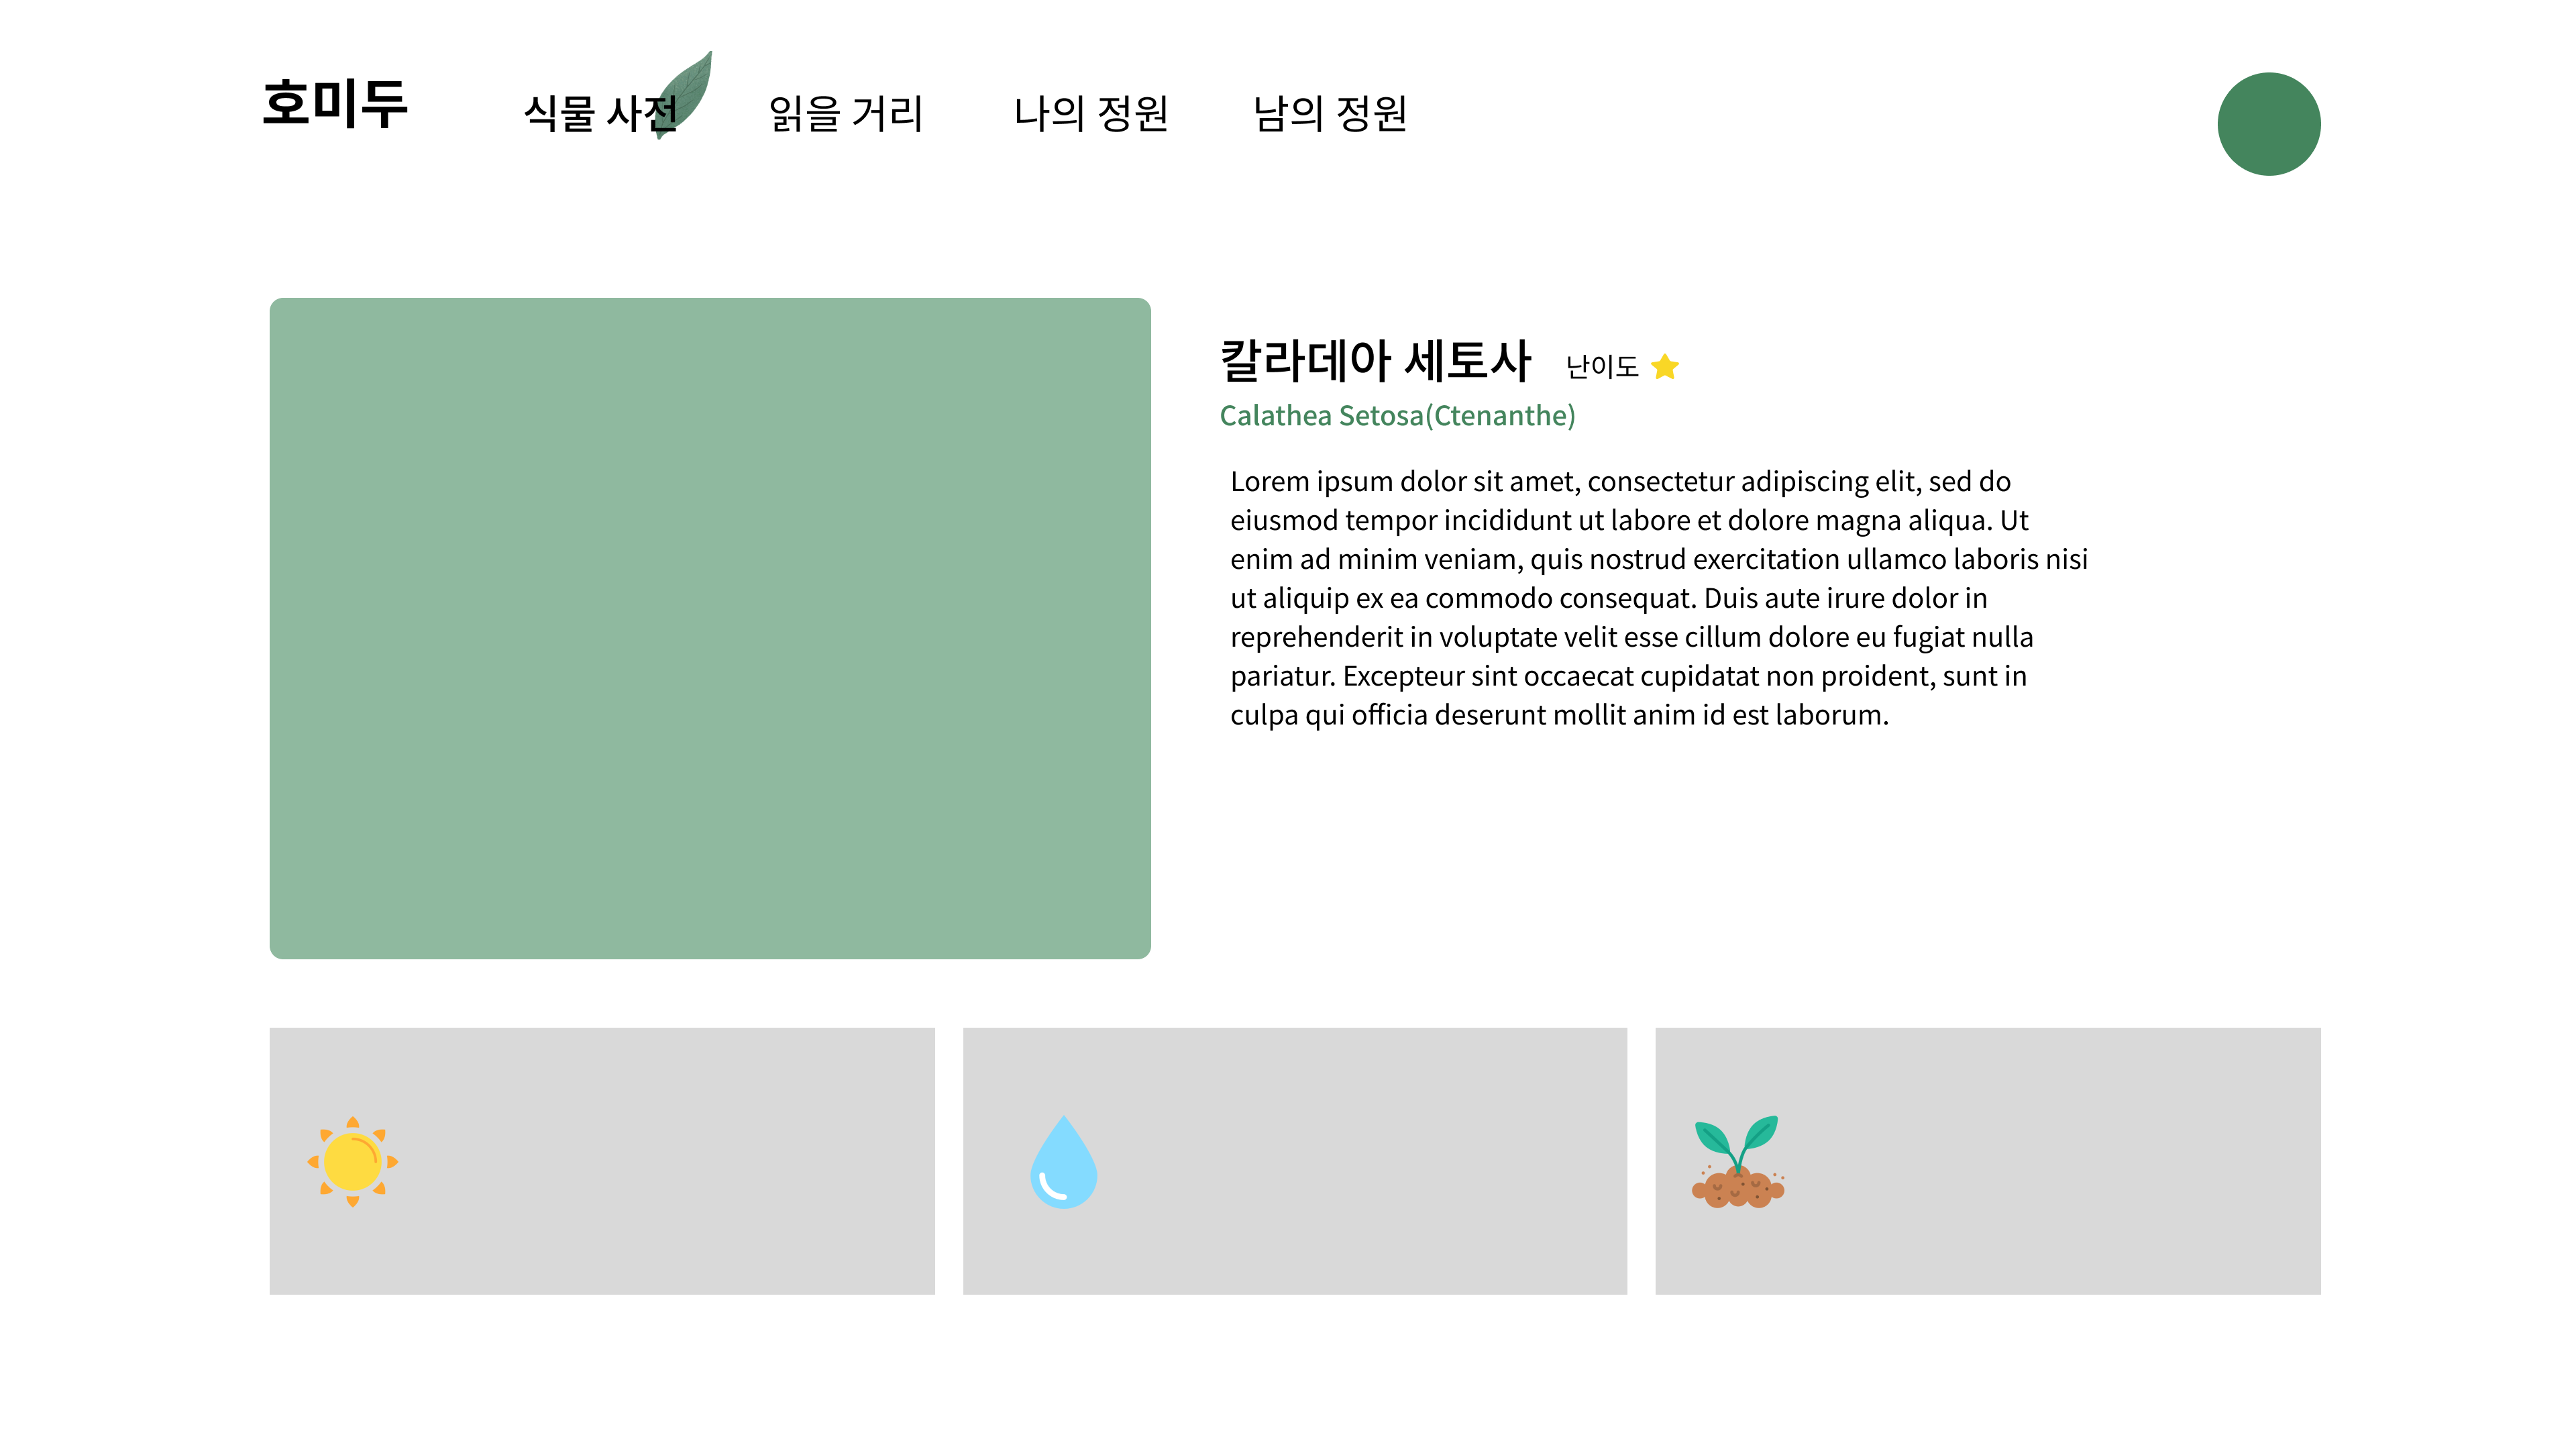 호미두
식물 사전
읽을 거리
나의 정원
남의 정원
칼라데아 세토사 난이도
Calathea Setosa(Ctenanthe)
Lorem ipsum dolor sit amet, consectetur adipiscing elit, sed do
eiusmod tempor incididunt ut labore et dolore magna aliqua. Ut
enim ad minim veniam, quis nostrud exercitation ullamco laboris nisi
ut aliquip ex ea commodo consequat. Duis aute irure dolor in
reprehenderit in voluptate velit esse cillum dolore eu fugiat nulla
pariatur. Excepteur sint occaecat cupidatat non proident, sunt in
culpa qui officia deserunt mollit anim id est laborum.